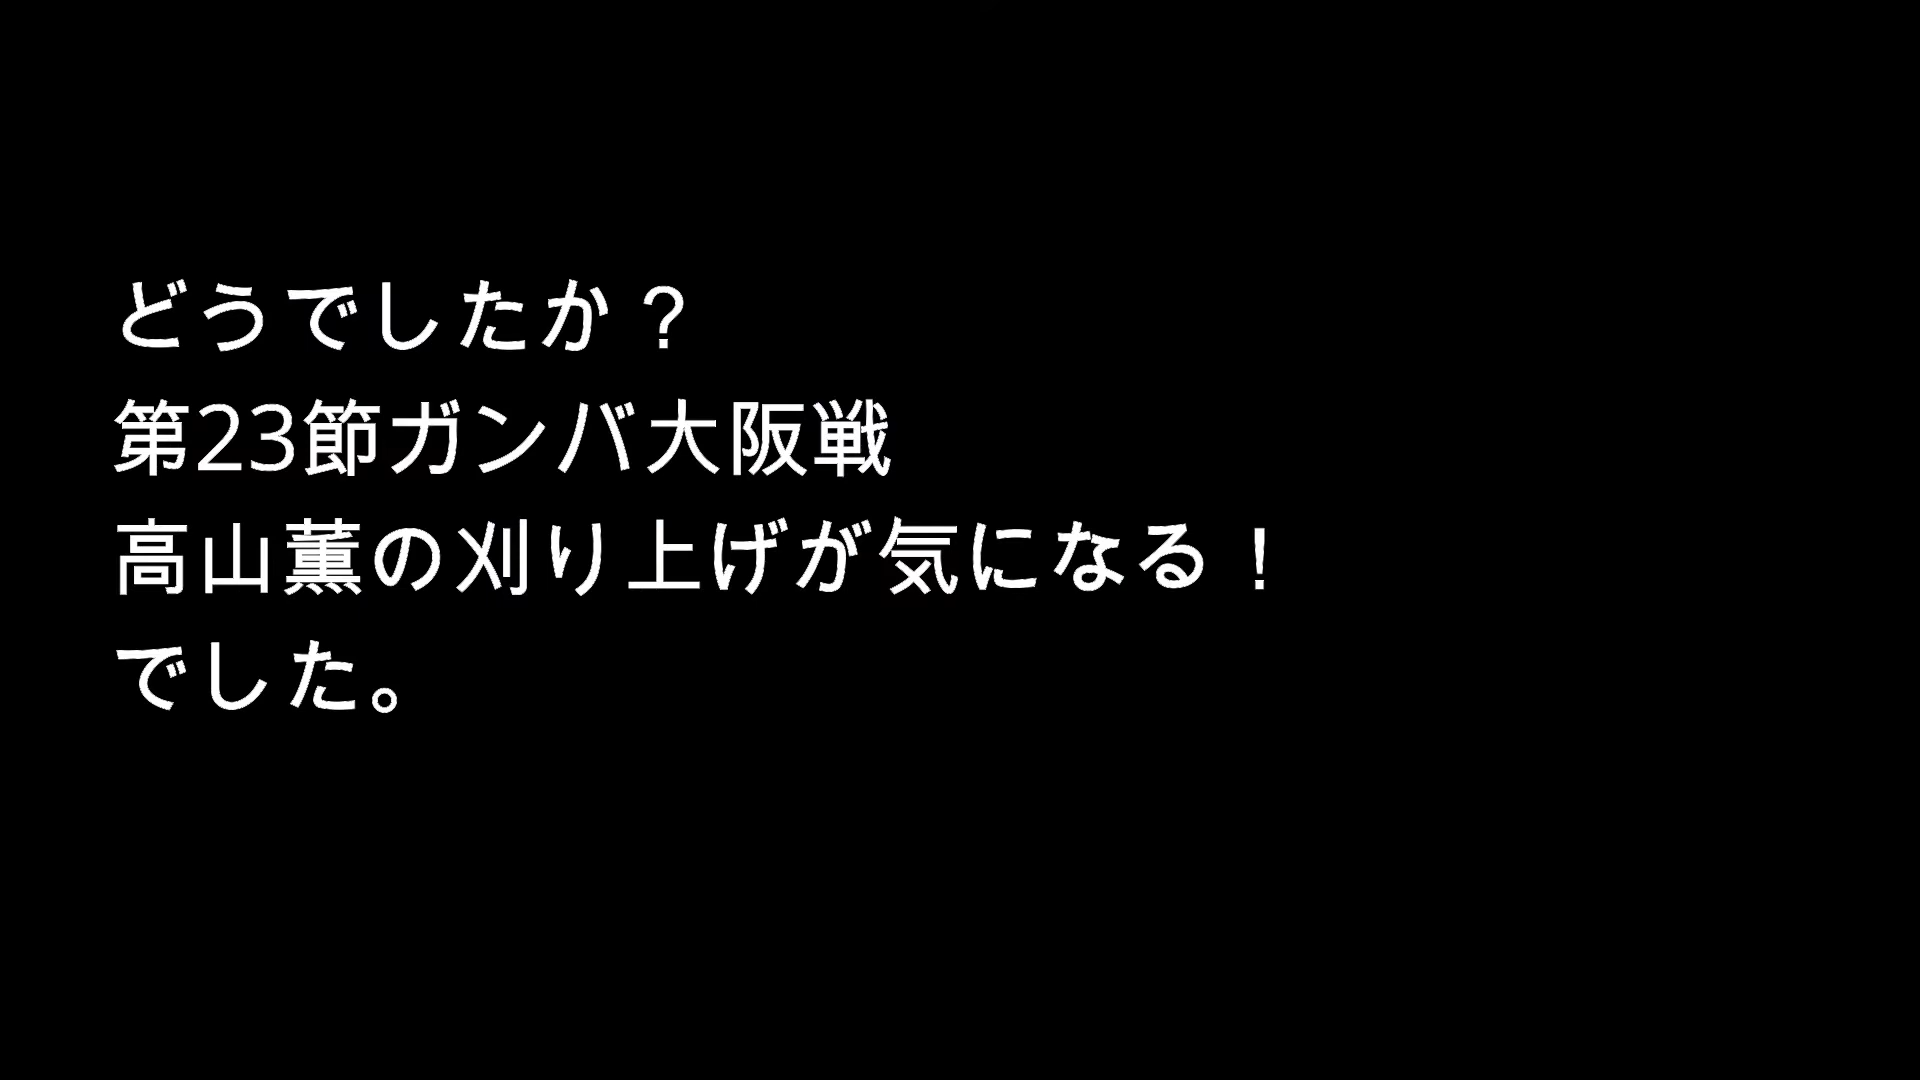 どうでしたか？
第23節ガンバ大阪戦
高山薫の刈り上げが気になる！
でした。